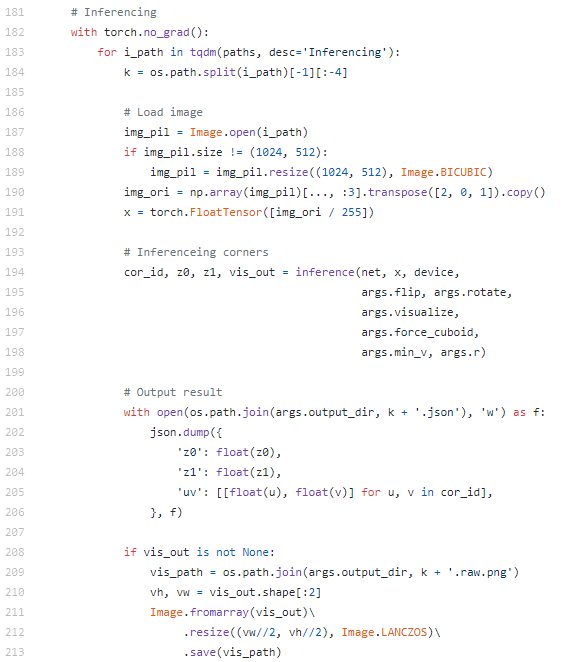 181 # Inferencing
182 with torch.no_grad():
183 for i_path in tqdm(paths, desc='Inferencing'):
184 k = os.path.split(i_path)[-1][:-4]
185
186 # Load image
187 img_pil = Image.open(i_path)
188 if img_pil.size != (1024, 512):
189 img_pil = img_pil.resize((1024, 512), Image.BICUBIC)
190 img_ori = np.array(img_pil)[..., :3].transpose([2, 0, 1]).copy()
191 x = torch.FloatTensor([img_ori / 255])
192
193 # Inferenceing corners
194 cor_id, z0, z1, vis_out = inference(net, x, device,
195 args.flip, args.rotate,
196 args.visualize,
197 args.force_cuboid,
198 args.min_v, args.r)
199
200 # Output result
201 with open(os.path.join(args.output_dir, k + '.json'), 'w') as f:
202 json.dump({
203 'z0': float(z0),
204 'z1': float(z1),
205 'uv': [[float(u), float(v)] for u, v in cor_id],
206 }, f)
207
208 if vis_out is not None:
209 vis_path = os.path.join(args.output_dir, k + '.raw.png')
210 vh, vw = vis_out.shape[:2]
211 Image.fromarray(vis_out)\
212 .resize((vw//2, vh//2), Image.LANCZOS)\
213 .save(vis_path)